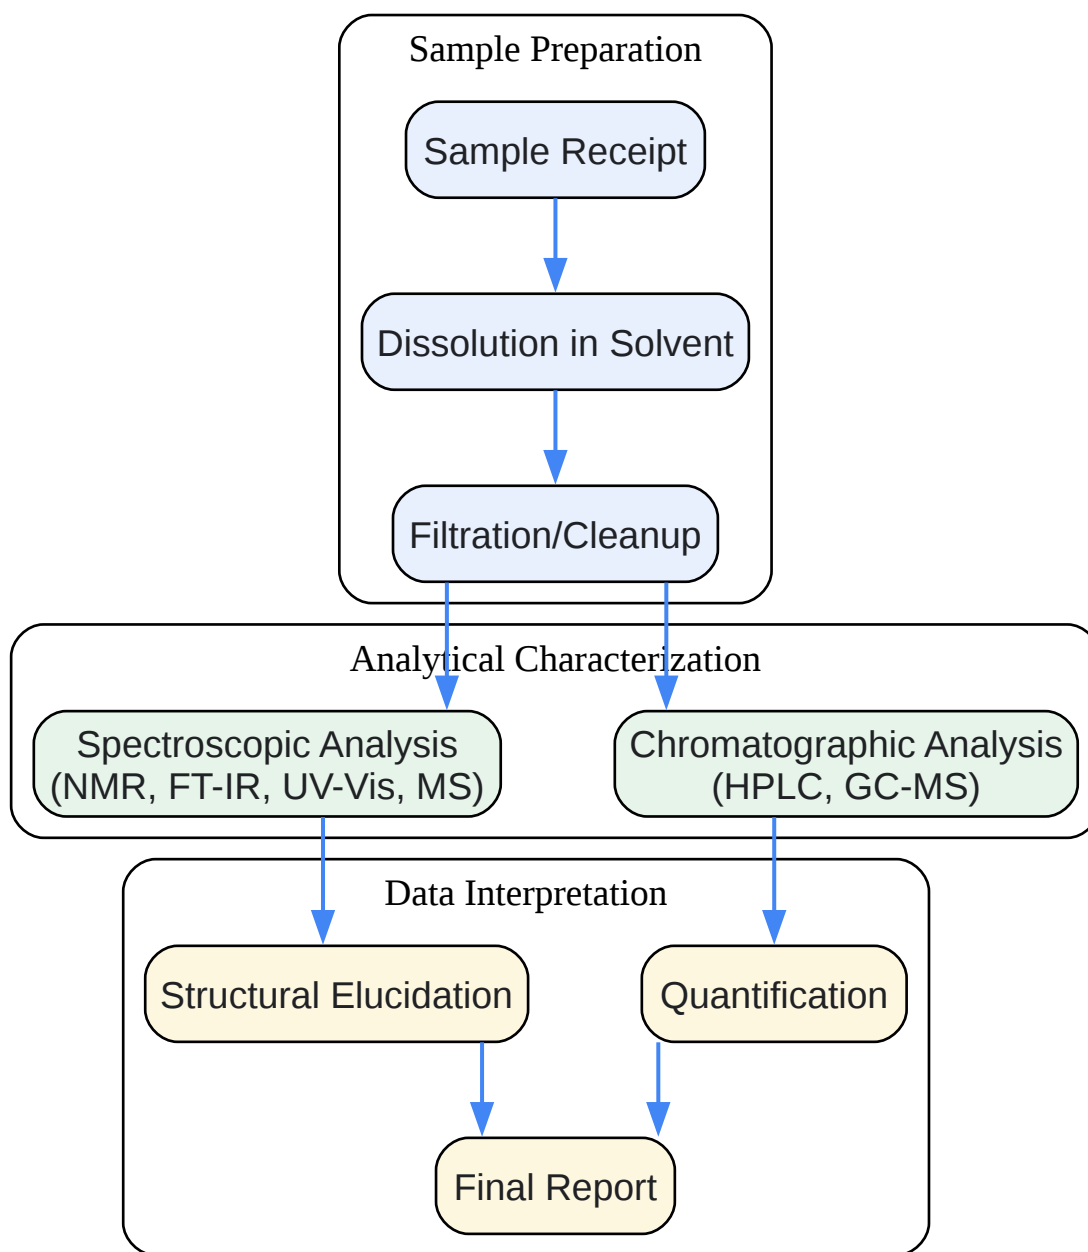 Sample Preparation
Sample Receipt
Dissolution in Solvent
Filtration/Cleanup
Analytical Characterization
Spectroscopic Analysis
(NMR, FT-IR, UV-Vis, MS)
Chromatographic Analysis
(HPLC, GC-MS)
Data Interpretation
Structural Elucidation
Quantification
Final Report